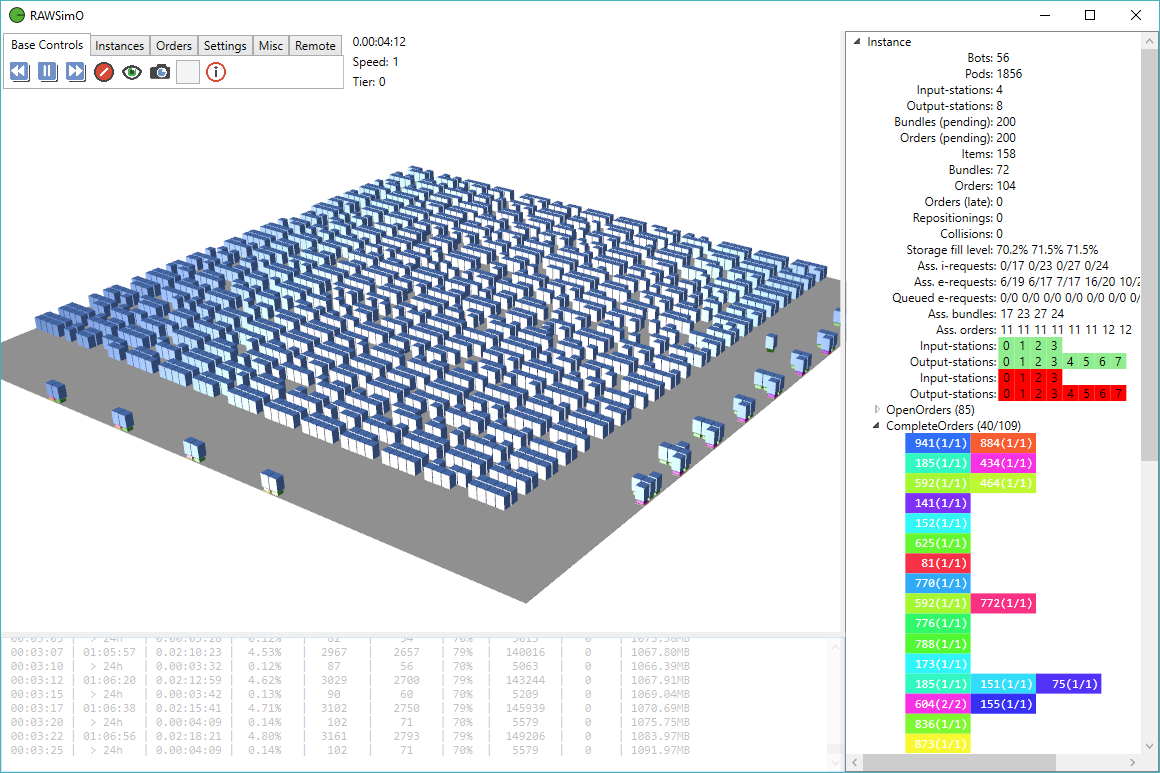 RAWSimO
Base Controls Instances Orders Settings Misc Remote
0.00:04:12
Speed: 1
Tier: 0
Instance
Bots: 56
Pods: 1856
Input-stations: 4
Output-stations: 8
Bundles (pending): 200
Orders (pending): 200
Items: 158
Bundles: 72
Orders: 104
Orders (late): 0
Repositionings: 0
Collisions: 0
Storage fill level: 70.2% 71.5% 71.5%
Ass. i-requests: 0/17 0/23 0/27 0/24
Ass. e-requests: 6/19 6/17 7/17 16/20 10/2
Queued e-requests: 0/0 0/0 0/0 0/0 0/0 0/0 0/
Ass. bundles: 17 23 27 24
Ass. orders: 11 11 11 11 11 11 12 12
Input-stations: 0 1 2 3
Output-stations: 0 1 2 3 4 5 6 7
Input-stations: 0 1 2 3
Output-stations: 0 1 2 3 4 5 6 7
OpenOrders (85)
CompleteOrders (40/109)
941(1/1) 884(1/1)
185(1/1) 434(1/1)
592(1/1) 464(1/1)
141(1/1)
152(1/1)
625(1/1)
81(1/1)
770(1/1)
592(1/1) 772(1/1)
776(1/1)
788(1/1)
173(1/1)
185(1/1) 151(1/1) 75(1/1)
604(2/2) 155(1/1)
836(1/1)
873(1/1)
00:03:05 | > 24h | 0.00:03:28 | 0.12% | 82 | 54 | 70% | 5015 | 0 | 1075.58MB
00:03:07 | 01:05:57 | 0.02:10:23 | 4.53% | 2967 | 2657 | 79% | 140016 | 0 | 1067.80MB
00:03:10 | > 24h | 0.00:03:32 | 0.12% | 87 | 56 | 70% | 5063 | 0 | 1066.39MB
00:03:12 | 01:06:20 | 0.02:12:59 | 4.62% | 3029 | 2700 | 79% | 143244 | 0 | 1067.91MB
00:03:15 | > 24h | 0.00:03:42 | 0.13% | 90 | 60 | 70% | 5209 | 0 | 1069.04MB
00:03:17 | 01:06:38 | 0.02:15:41 | 4.71% | 3102 | 2750 | 79% | 145939 | 0 | 1070.69MB
00:03:20 | > 24h | 0.00:04:09 | 0.14% | 102 | 71 | 70% | 5579 | 0 | 1075.75MB
00:03:22 | 01:06:56 | 0.02:18:21 | 4.80% | 3161 | 2793 | 79% | 149206 | 0 | 1083.97MB
00:03:25 | > 24h | 0.00:04:09 | 0.14% | 102 | 71 | 70% | 5579 | 0 | 1091.97MB